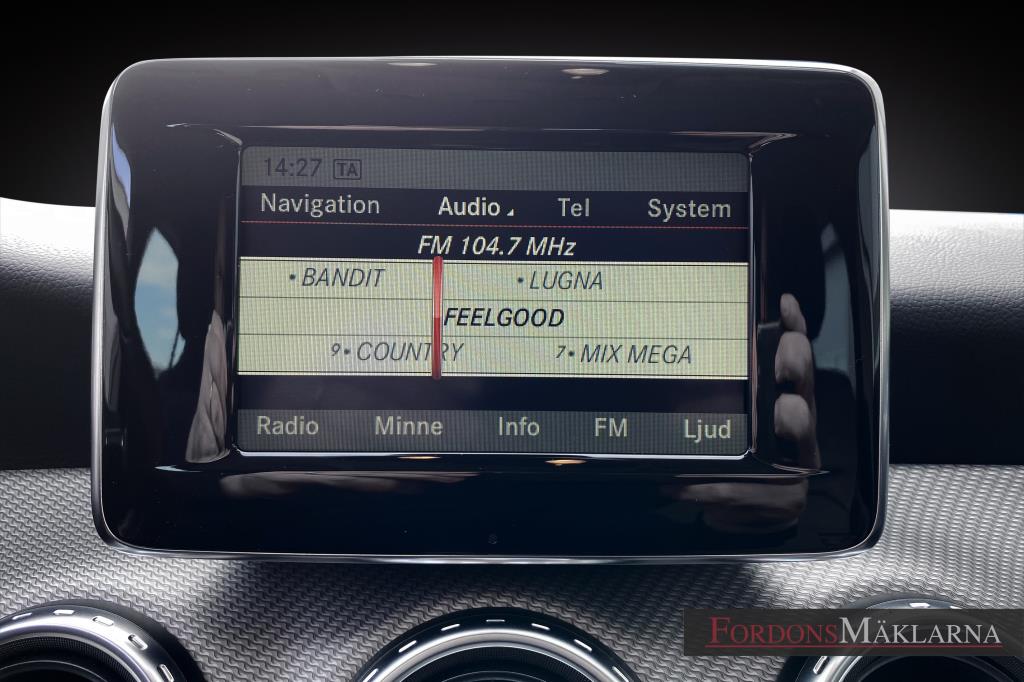 14:27 TA
Navigation Audio Tel System
FM 104.7 MHz
•BANDIT •LUGNA
FEELGOOD
9•COUNTRY 7•MIX MEGA
Radio Minne Info FM Ljud
FORDONSMÄKLARNA